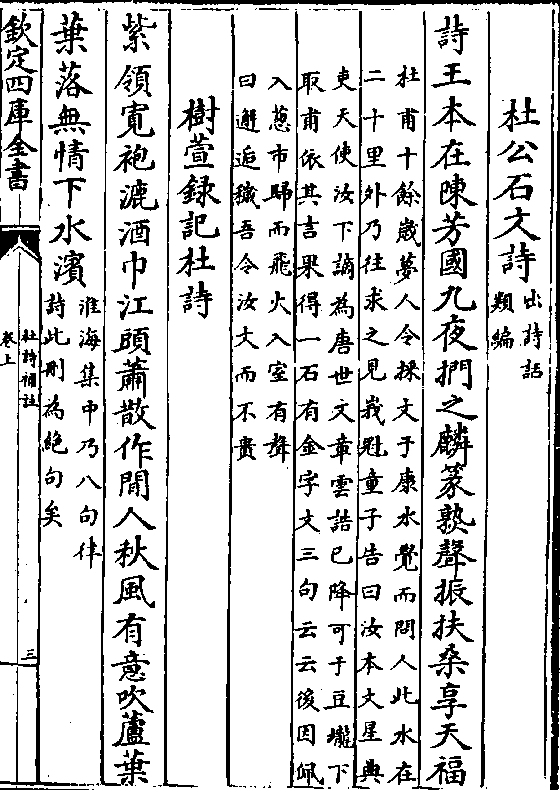 杜公石文詩出詩話
類編
詩王本在陳芳國九夜捫之麟篆熟聲振扶桑享天福
杜甫十餘歲夢人令採文于康水覺而問人此水在
二十里外乃往求之見峩冠童子告曰汝本文星典
吏天使汝下謫為唐世文章雲誥已降可于豆壠下
取甫依其言果得一石有金字文三句云云後因佩
入葱市歸而飛火入室有聲
曰邂逅穢吾令汝文而不貴
樹萱録記杜詩
紫領寛袍漉酒巾江頭蕭散作閒人秋風有意吹蘆葉
葉落無情下水濱淮海集中乃八句律
詩此刑為絶句矣
欽定四庫全書
杜詩補註
卷上
三